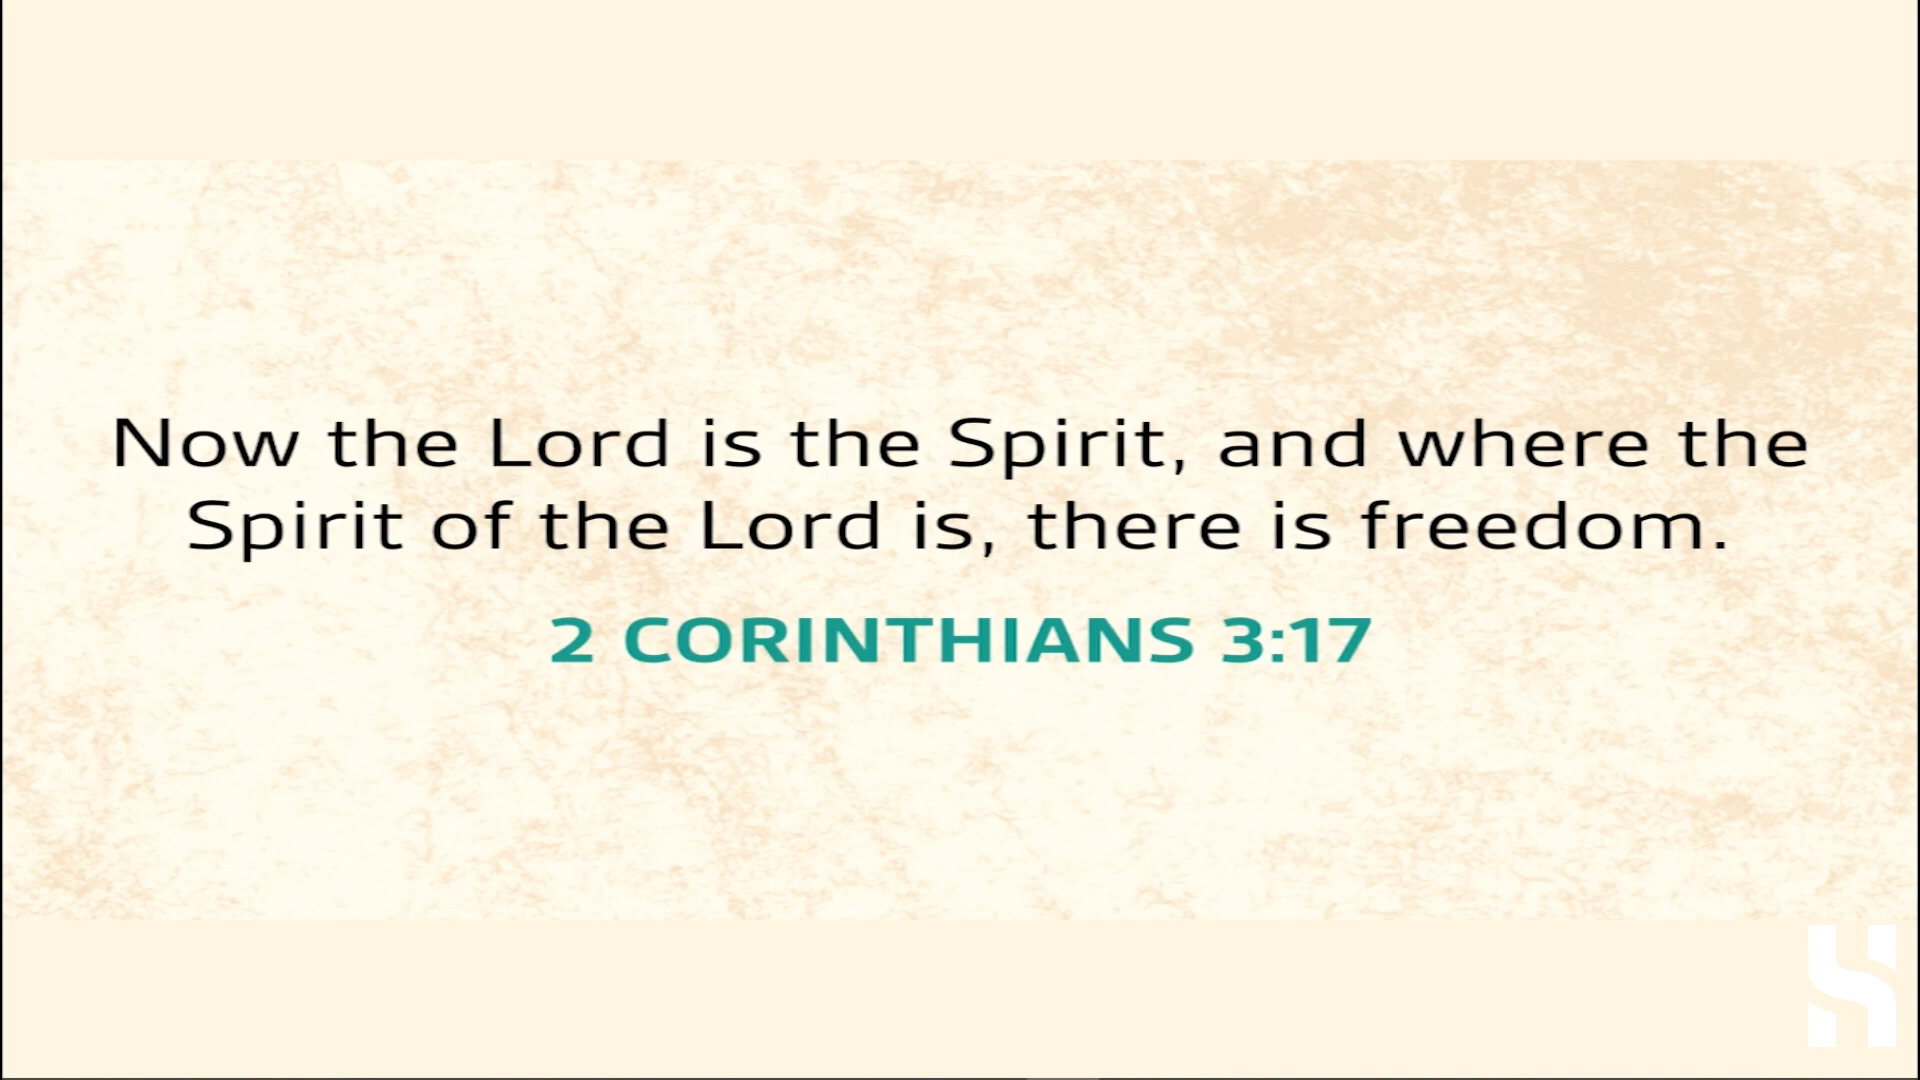 Now the Lord is the Spirit, and where the
Spirit of the Lord is, there is freedom.
2 CORINTHIANS 3:17